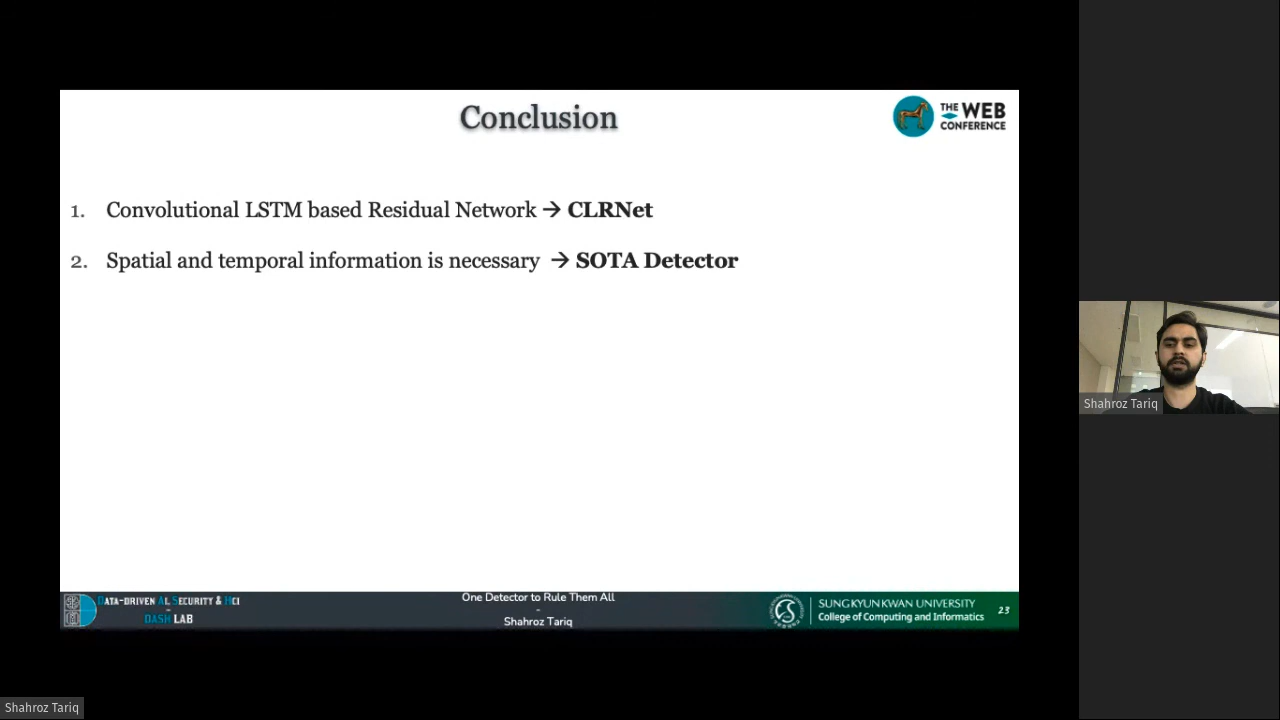 Conclusion
THE WEB
CONFERENCE
1. Convolutional LSTM based Residual Network → CLRNet
2. Spatial and temporal information is necessary → SOTA Detector
Shahroz Tariq
DATA-DRIVEN AI SECURITY & HCI
DASH LAB
One Detector to Rule Them All
-
Shahroz Tariq
SUNGKYUNKWAN UNIVERSITY
College of Computing and Informatics
23
Shahroz Tariq